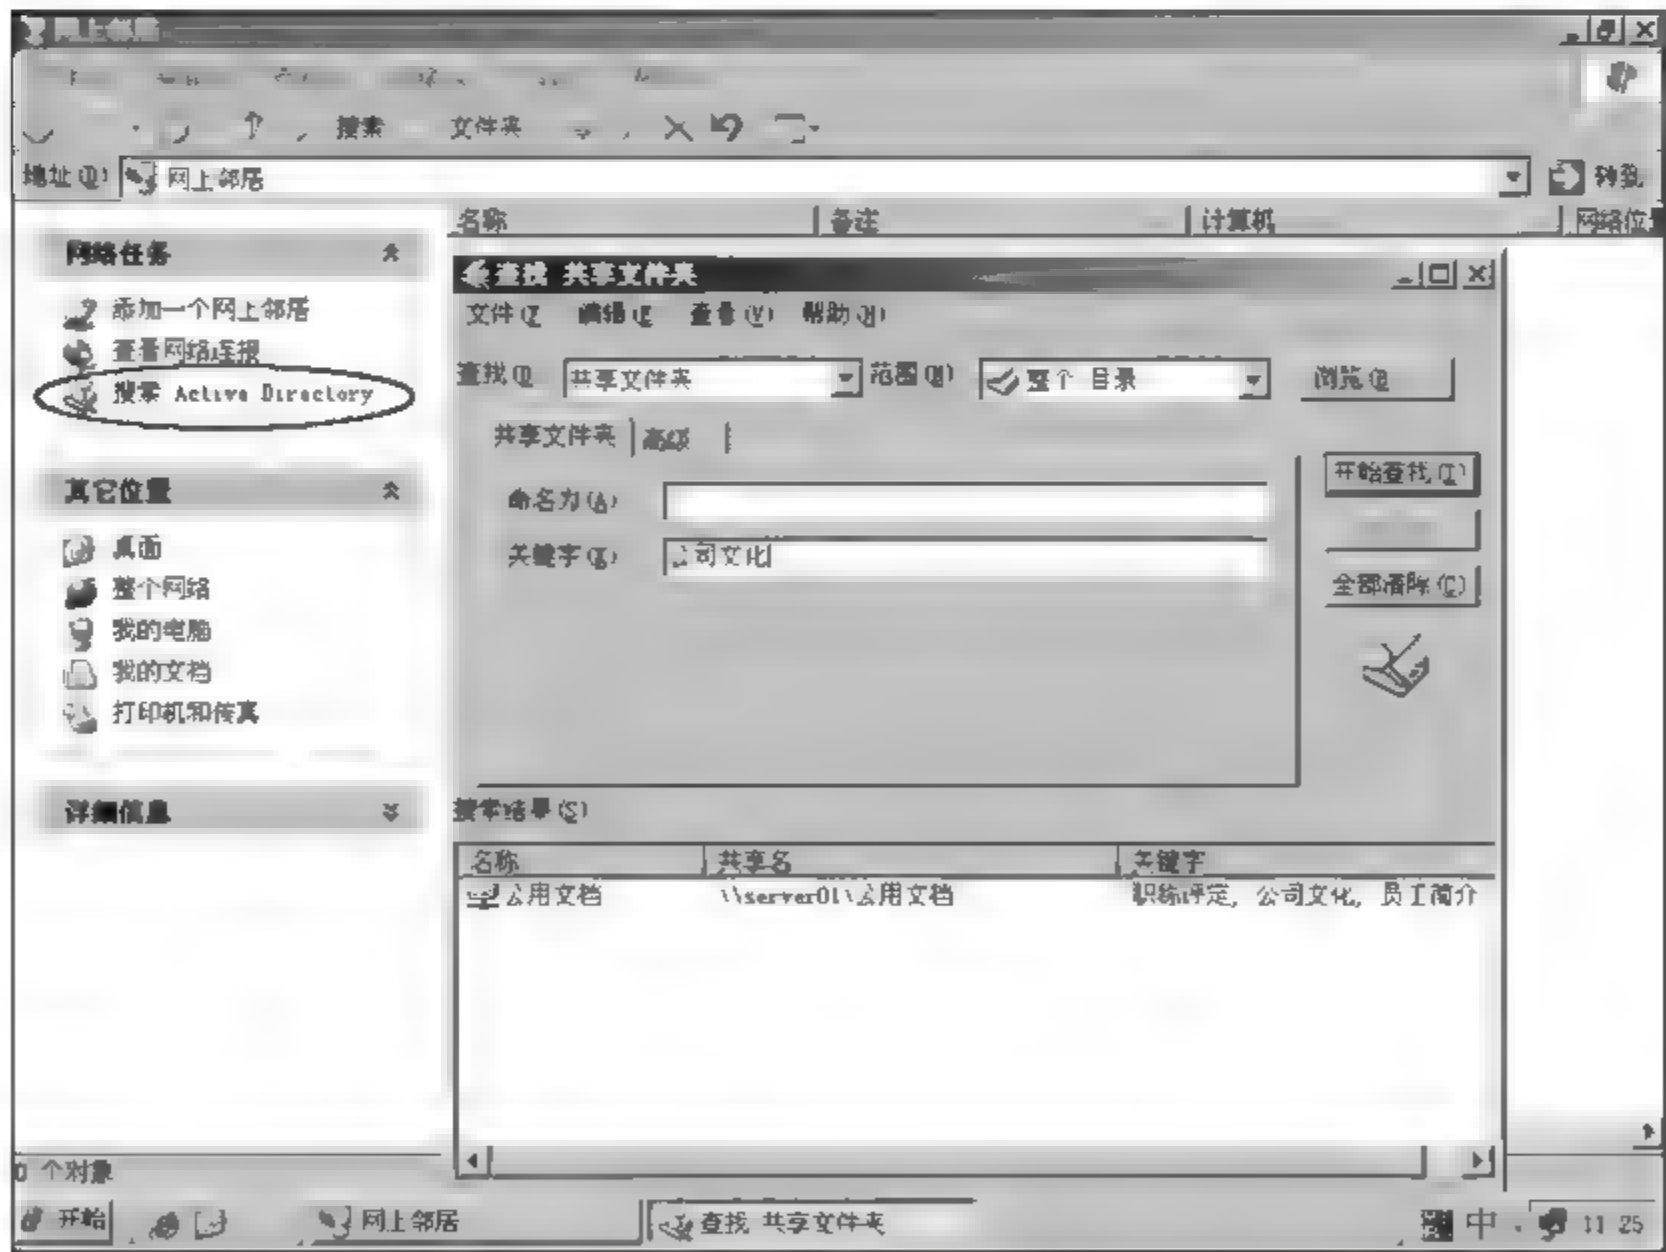 网上邻居
搜索 文件夹
地址(D) 网上邻居 转到
名称 备注 计算机 网络位置
网络任务
添加一个网上邻居
查看网络连接
搜索 Active Directory
其它位置
桌面
整个网络
我的电脑
我的文档
打印机和传真
详细信息
查找 共享文件夹
文件(F) 编辑(E) 查看(V) 帮助(H)
查找(D) 共享文件夹 范围(N) 整个 目录 浏览(B)
共享文件夹 高级
命名为(A) 开始查找(I)
关键字(K) 公司文化
全部清除(C)
搜索结果(S)
名称 共享名 关键字
公用文档 \\server01\公用文档 职称评定, 公司文化, 员工简介
0 个对象
开始 网上邻居 查找 共享文件夹 中 11 25